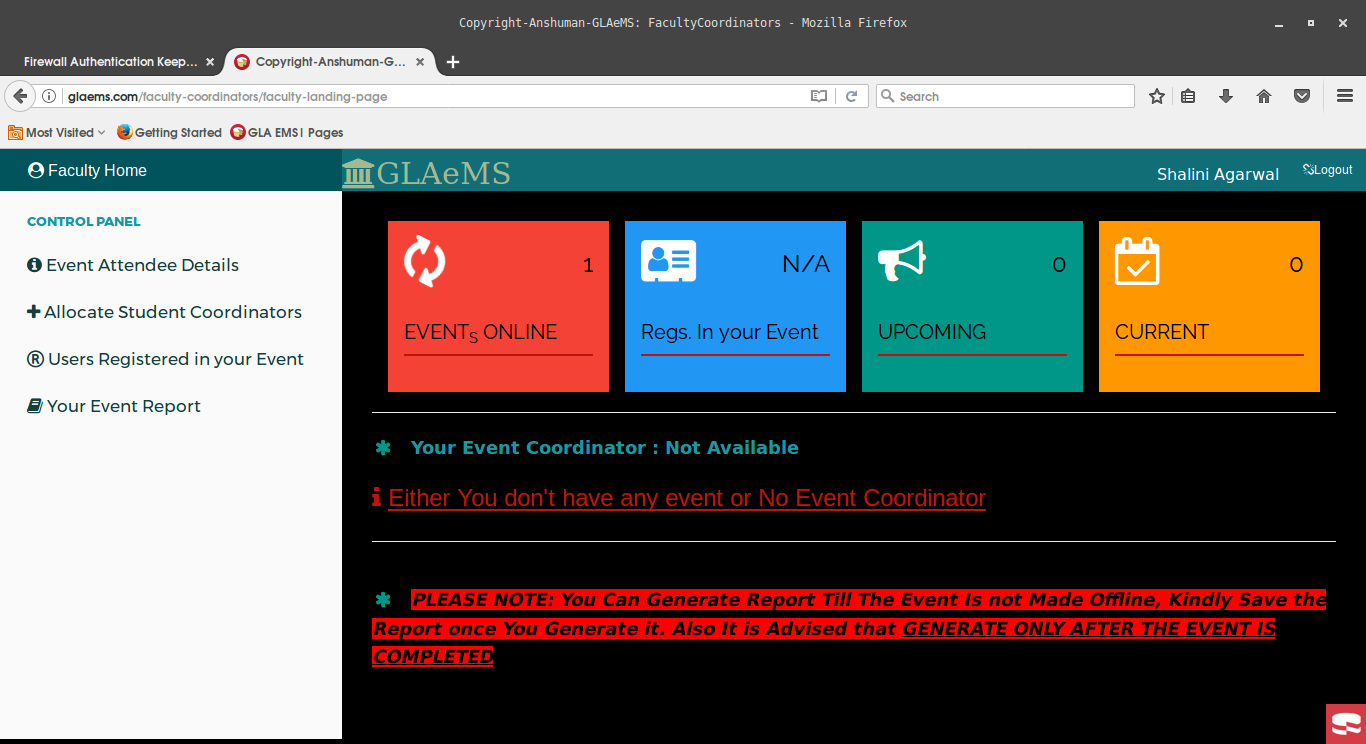 Copyright-Anshuman-GLAeMS: FacultyCoordinators - Mozilla Firefox
Firewall Authentication Keep...
Copyright-Anshuman-G...
glaems.com/faculty-coordinators/faculty-landing-page
Search
Most Visited
Getting Started
GLA EMS| Pages
Faculty Home
GLAeMS
Shalini Agarwal
Logout
CONTROL PANEL
Event Attendee Details
Allocate Student Coordinators
Users Registered in your Event
Your Event Report
1
EVENTS ONLINE
N/A
Regs. In your Event
0
UPCOMING
0
CURRENT
Your Event Coordinator : Not Available
Either You don't have any event or No Event Coordinator
PLEASE NOTE: You Can Generate Report Till The Event Is not Made Offline, Kindly Save the
Report once You Generate it. Also It is Advised that GENERATE ONLY AFTER THE EVENT IS
COMPLETED